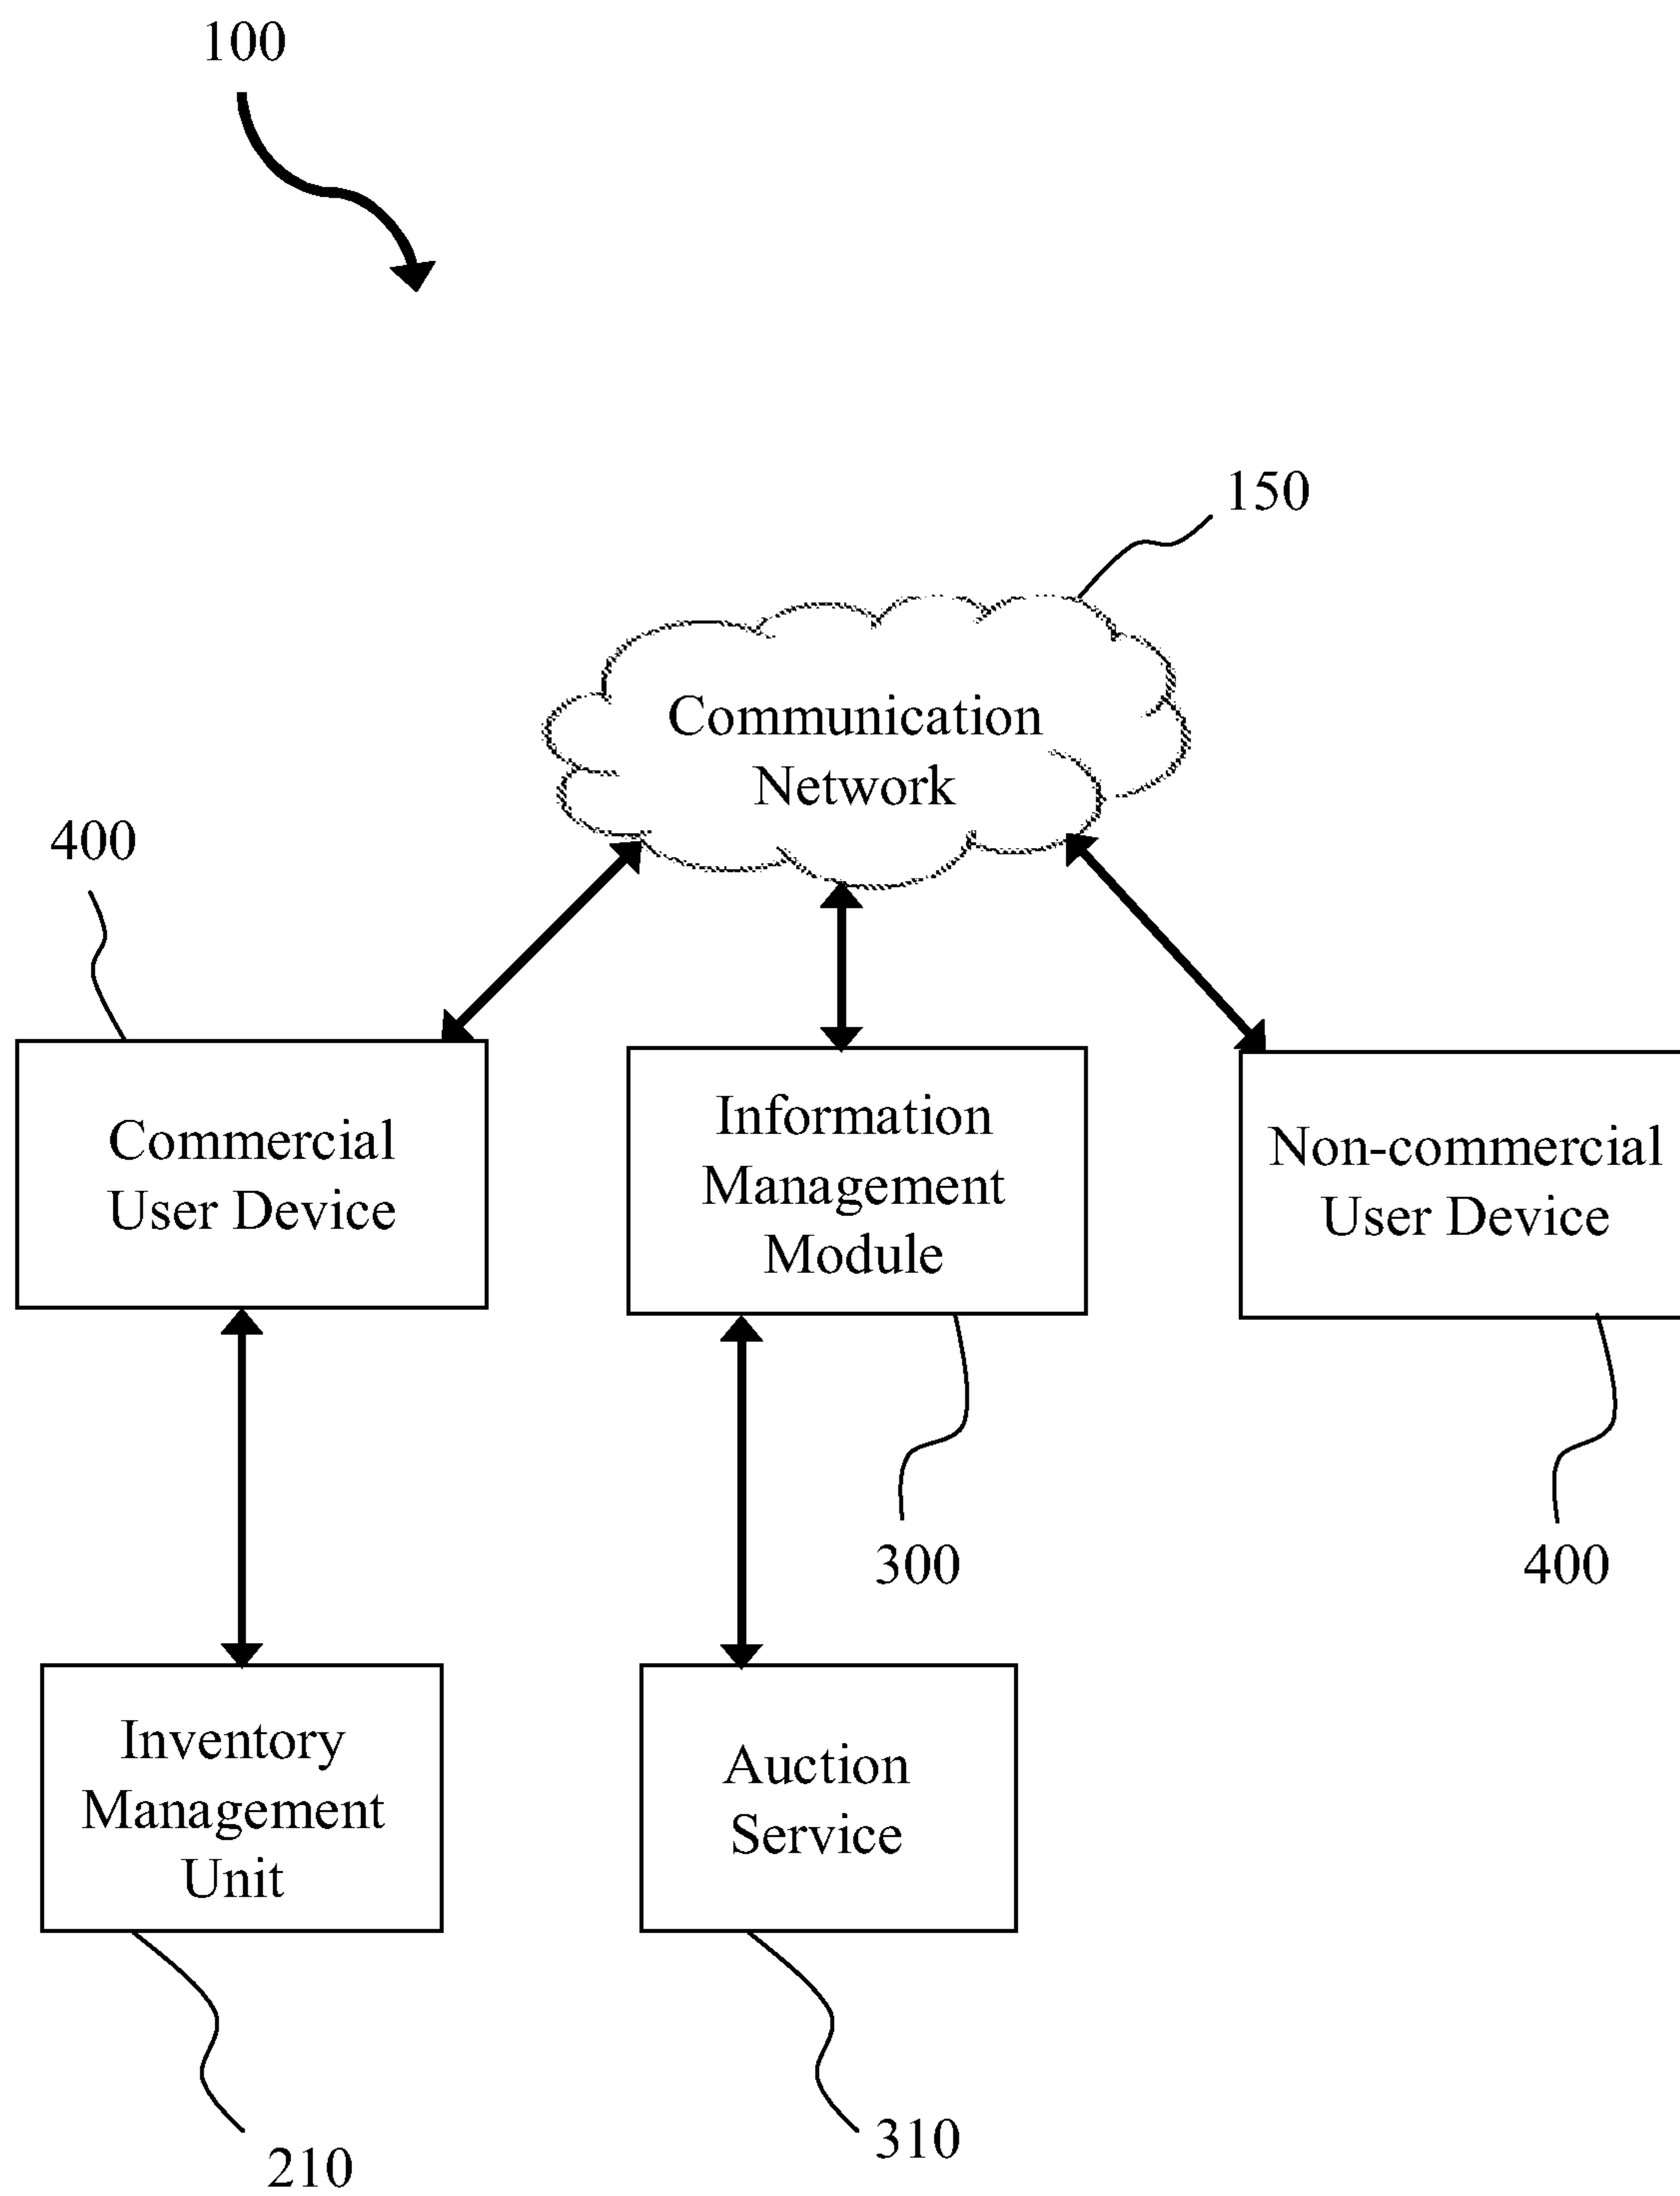 100
150
Communication
Network
400
Commercial
User Device
Information
Management
Module
Non-commercial
User Device
300
400
Inventory
Management
Unit
Auction
Service
210
310